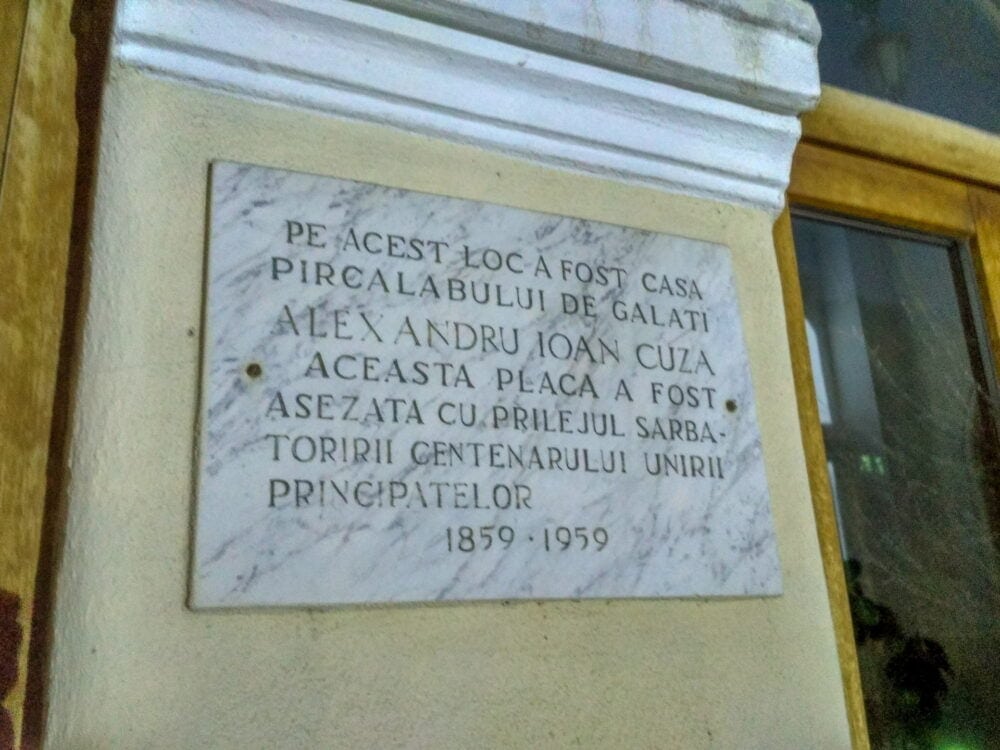 PE ACEST LOC A FOST CASA
PIRCALABULUI DE GALATI
ALEXANDRU IOAN CUZA
ACEASTA PLACA A FOST
ASEZATA CU PRILEJUL SARBA-
TORIRII CENTENARULUI UNIRII
PRINCIPATELOR
1859 · 1959